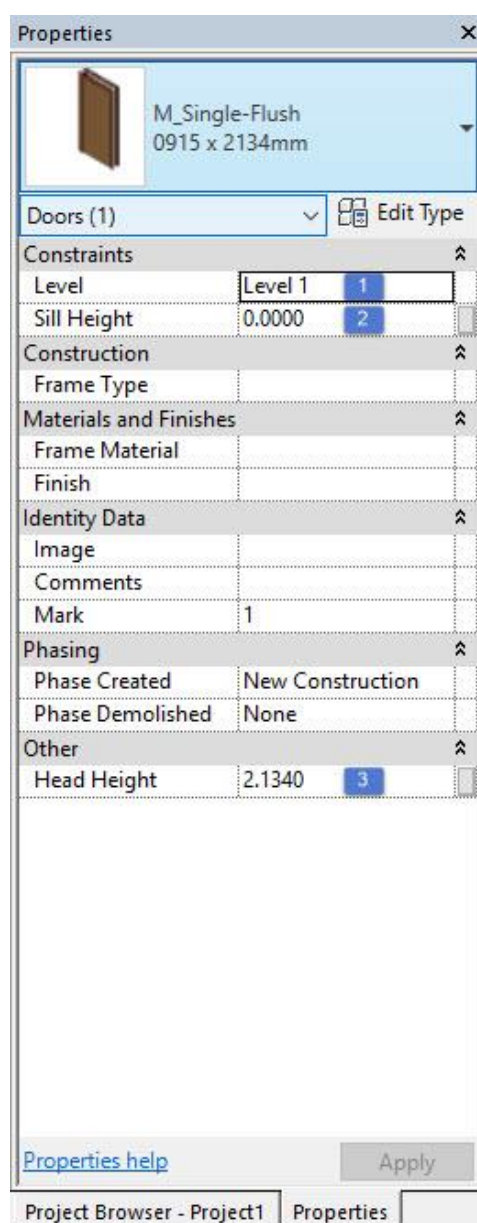 Properties
M_Single-Flush
0915 x 2134mm
Doors (1) Edit Type
Constraints
Level Level 1 1
Sill Height 0.0000 2
Construction
Frame Type
Materials and Finishes
Frame Material
Finish
Identity Data
Image
Comments
Mark 1
Phasing
Phase Created New Construction
Phase Demolished None
Other
Head Height 2.1340 3
Properties help Apply
Project Browser - Project1 Properties